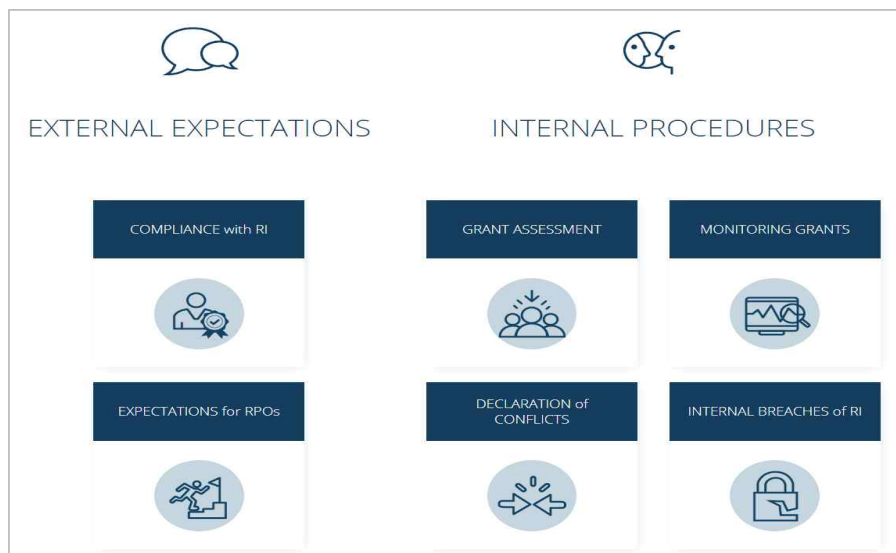 EXTERNAL EXPECTATIONS
INTERNAL PROCEDURES
COMPLIANCE with RI
GRANT ASSESSMENT
MONITORING GRANTS
EXPECTATIONS for RPOs
DECLARATION of
CONFLICTS
INTERNAL BREACHES of RI